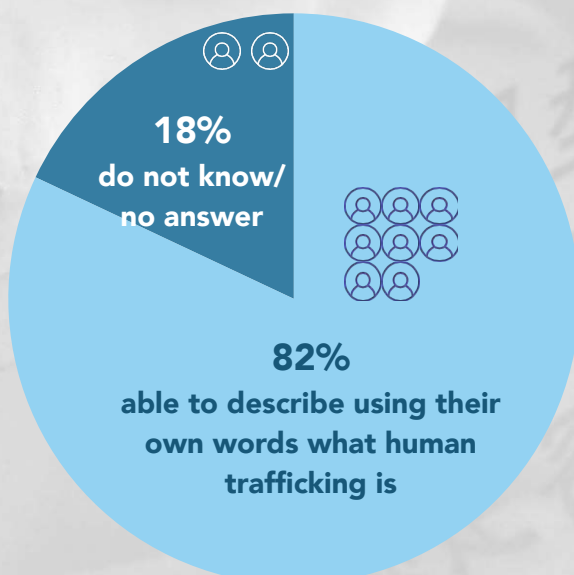 18%
do not know/
no answer
82%
able to describe using their
own words what human
trafficking is